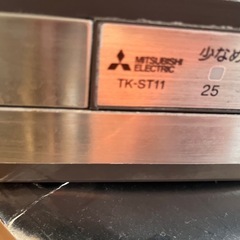 MITSUBISHI
ELECTRIC
TK-ST11
少なめ
25